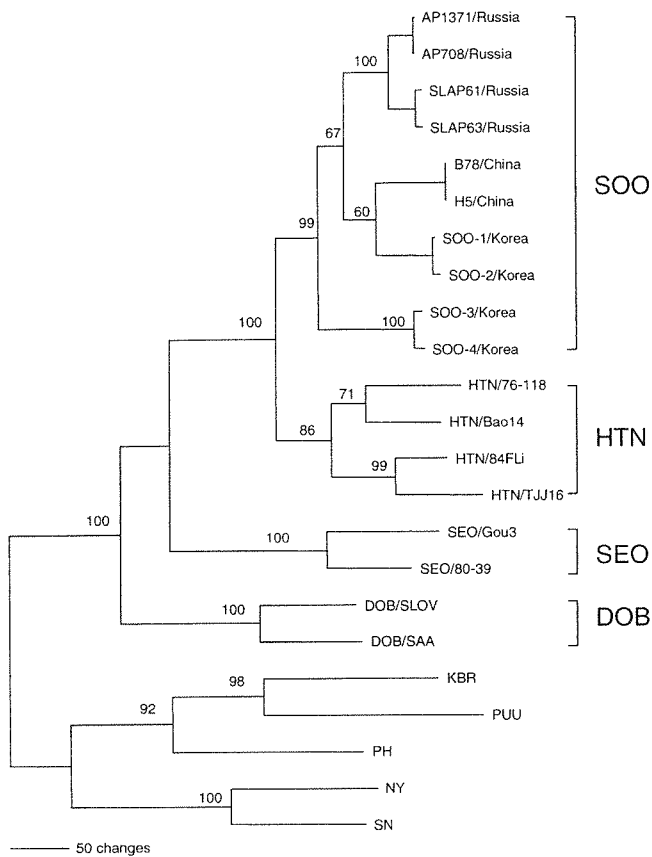 AP1371/Russia
AP708/Russia
100
SLAP61/Russia
SLAP63/Russia
67
B78/China
SOO
H5/China
60
99
SOO-1/Korea
SOO-2/Korea
SOO-3/Korea
100
100
SOO-4/Korea
HTN/76-118
71
HTN/Bao14
86
HTN
HTN/84FLi
99
HTN/TJJ16
100
SEO/Gou3
100
SEO
SEO/80-39
DOB/SLOV
100
DOB
DOB/SAA
KBR
98
92
PUU
PH
NY
100
SN
50 changes